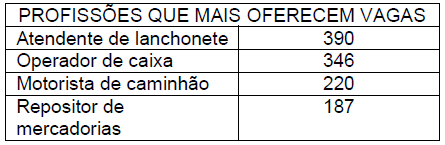 PROFISSÕES QUE MAIS OFERECEM VAGAS
Atendente de lanchonete 390
Operador de caixa 346
Motorista de caminhão 220
Repositor de 187
mercadorias